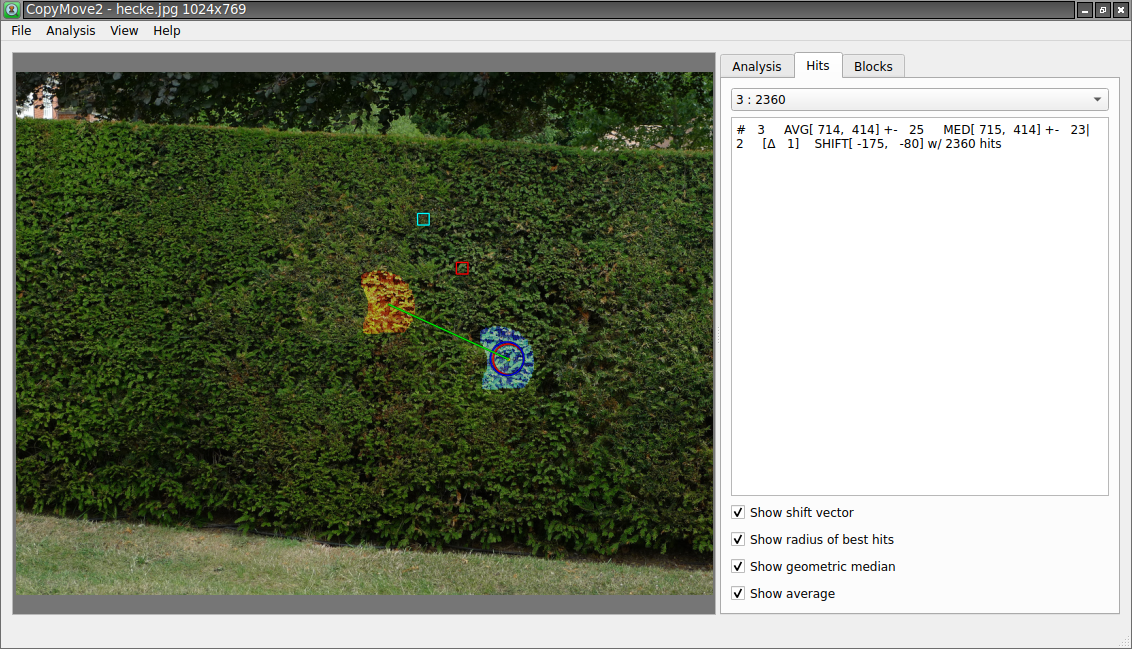 CopyMove2 - hecke.jpg 1024x769
File Analysis View Help
Analysis Hits Blocks
3 : 2360
# 3 AVG[ 714, 414] +- 25 MED[ 715, 414] +- 23|
2 [Δ 1] SHIFT[ -175, -80] w/ 2360 hits
Show shift vector
Show radius of best hits
Show geometric median
Show average